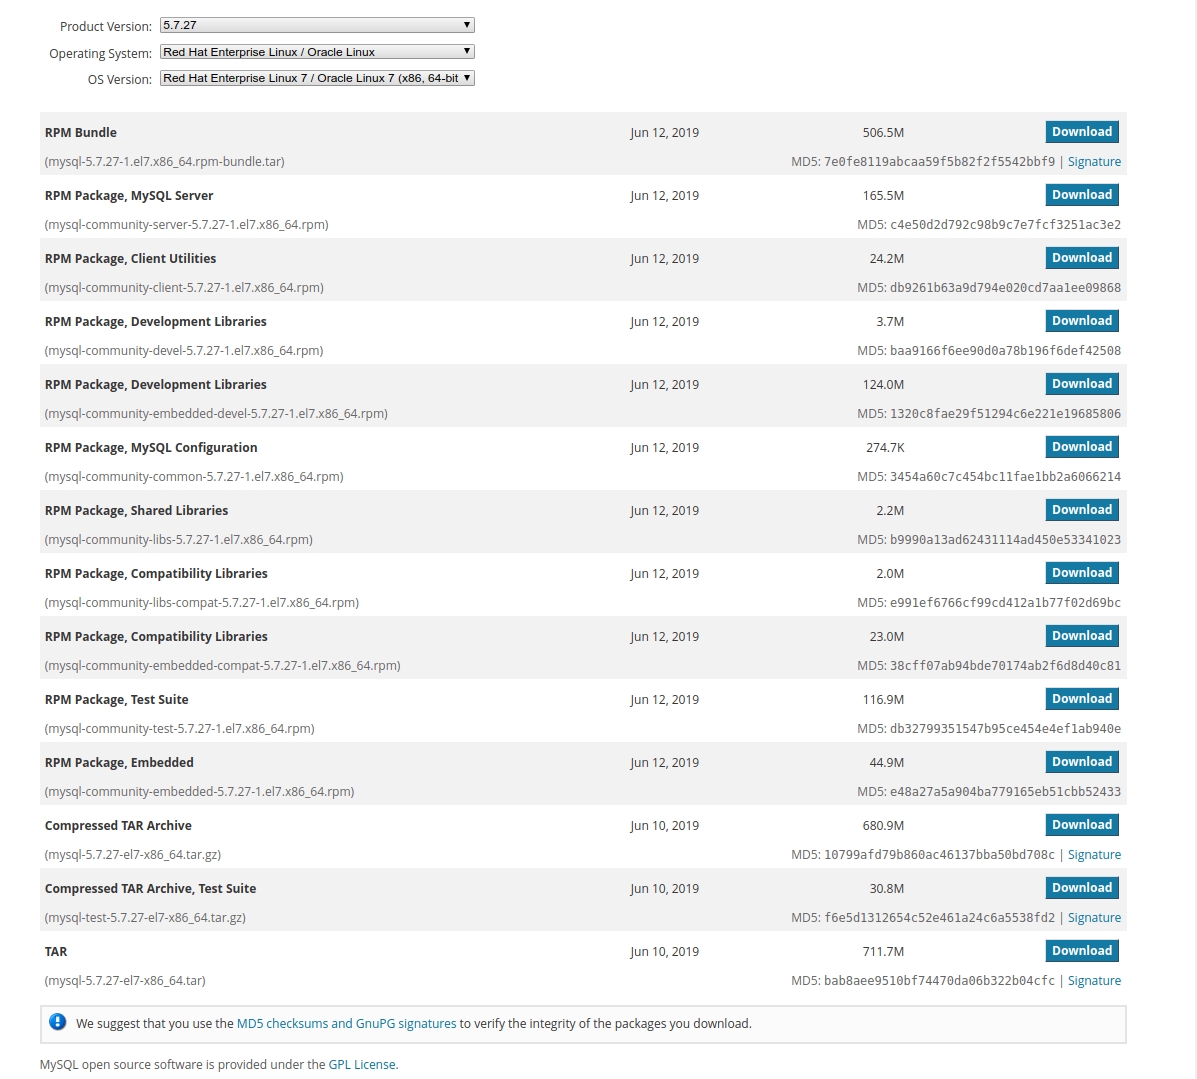 Product Version: 5.7.27
Operating System: Red Hat Enterprise Linux / Oracle Linux
OS Version: Red Hat Enterprise Linux 7 / Oracle Linux 7 (x86, 64-bit
RPM Bundle Jun 12, 2019 506.5M Download
(mysql-5.7.27-1.el7.x86_64.rpm-bundle.tar) MD5: 7e0fe8119abcaa59f5b82f2f5542bbf9 | Signature
RPM Package, MySQL Server Jun 12, 2019 165.5M Download
(mysql-community-server-5.7.27-1.el7.x86_64.rpm) MD5: c4e50d2d792c98b9c7e7fcf3251ac3e2
RPM Package, Client Utilities Jun 12, 2019 24.2M Download
(mysql-community-client-5.7.27-1.el7.x86_64.rpm) MD5: db9261b63a9d794e020cd7aa1ee09868
RPM Package, Development Libraries Jun 12, 2019 3.7M Download
(mysql-community-devel-5.7.27-1.el7.x86_64.rpm) MD5: baa9166f6ee90d0a78b196f6def42508
RPM Package, Development Libraries Jun 12, 2019 124.0M Download
(mysql-community-embedded-devel-5.7.27-1.el7.x86_64.rpm) MD5: 1320c8fae29f51294c6e221e19685806
RPM Package, MySQL Configuration Jun 12, 2019 274.7K Download
(mysql-community-common-5.7.27-1.el7.x86_64.rpm) MD5: 3454a60c7c454bc11fae1bb2a6066214
RPM Package, Shared Libraries Jun 12, 2019 2.2M Download
(mysql-community-libs-5.7.27-1.el7.x86_64.rpm) MD5: b9990a13ad62431114ad450e53341023
RPM Package, Compatibility Libraries Jun 12, 2019 2.0M Download
(mysql-community-libs-compat-5.7.27-1.el7.x86_64.rpm) MD5: e991ef6766cf99cd412a1b77f02d69bc
RPM Package, Compatibility Libraries Jun 12, 2019 23.0M Download
(mysql-community-embedded-compat-5.7.27-1.el7.x86_64.rpm) MD5: 38cff07ab94bde70174ab2f6d8d40c81
RPM Package, Test Suite Jun 12, 2019 116.9M Download
(mysql-community-test-5.7.27-1.el7.x86_64.rpm) MD5: db32799351547b95ce454e4ef1ab940e
RPM Package, Embedded Jun 12, 2019 44.9M Download
(mysql-community-embedded-5.7.27-1.el7.x86_64.rpm) MD5: e48a27a5a904ba779165eb51cbb52433
Compressed TAR Archive Jun 10, 2019 680.9M Download
(mysql-5.7.27-el7-x86_64.tar.gz) MD5: 10799afd79b860ac46137bba50bd708c | Signature
Compressed TAR Archive, Test Suite Jun 10, 2019 30.8M Download
(mysql-test-5.7.27-el7-x86_64.tar.gz) MD5: f6e5d1312654c52e461a24c6a5538fd2 | Signature
TAR Jun 10, 2019 711.7M Download
(mysql-5.7.27-el7-x86_64.tar) MD5: bab8aee9510bf74470da06b322b04cfc | Signature
We suggest that you use the MD5 checksums and GnuPG signatures to verify the integrity of the packages you download.
MySQL open source software is provided under the GPL License.